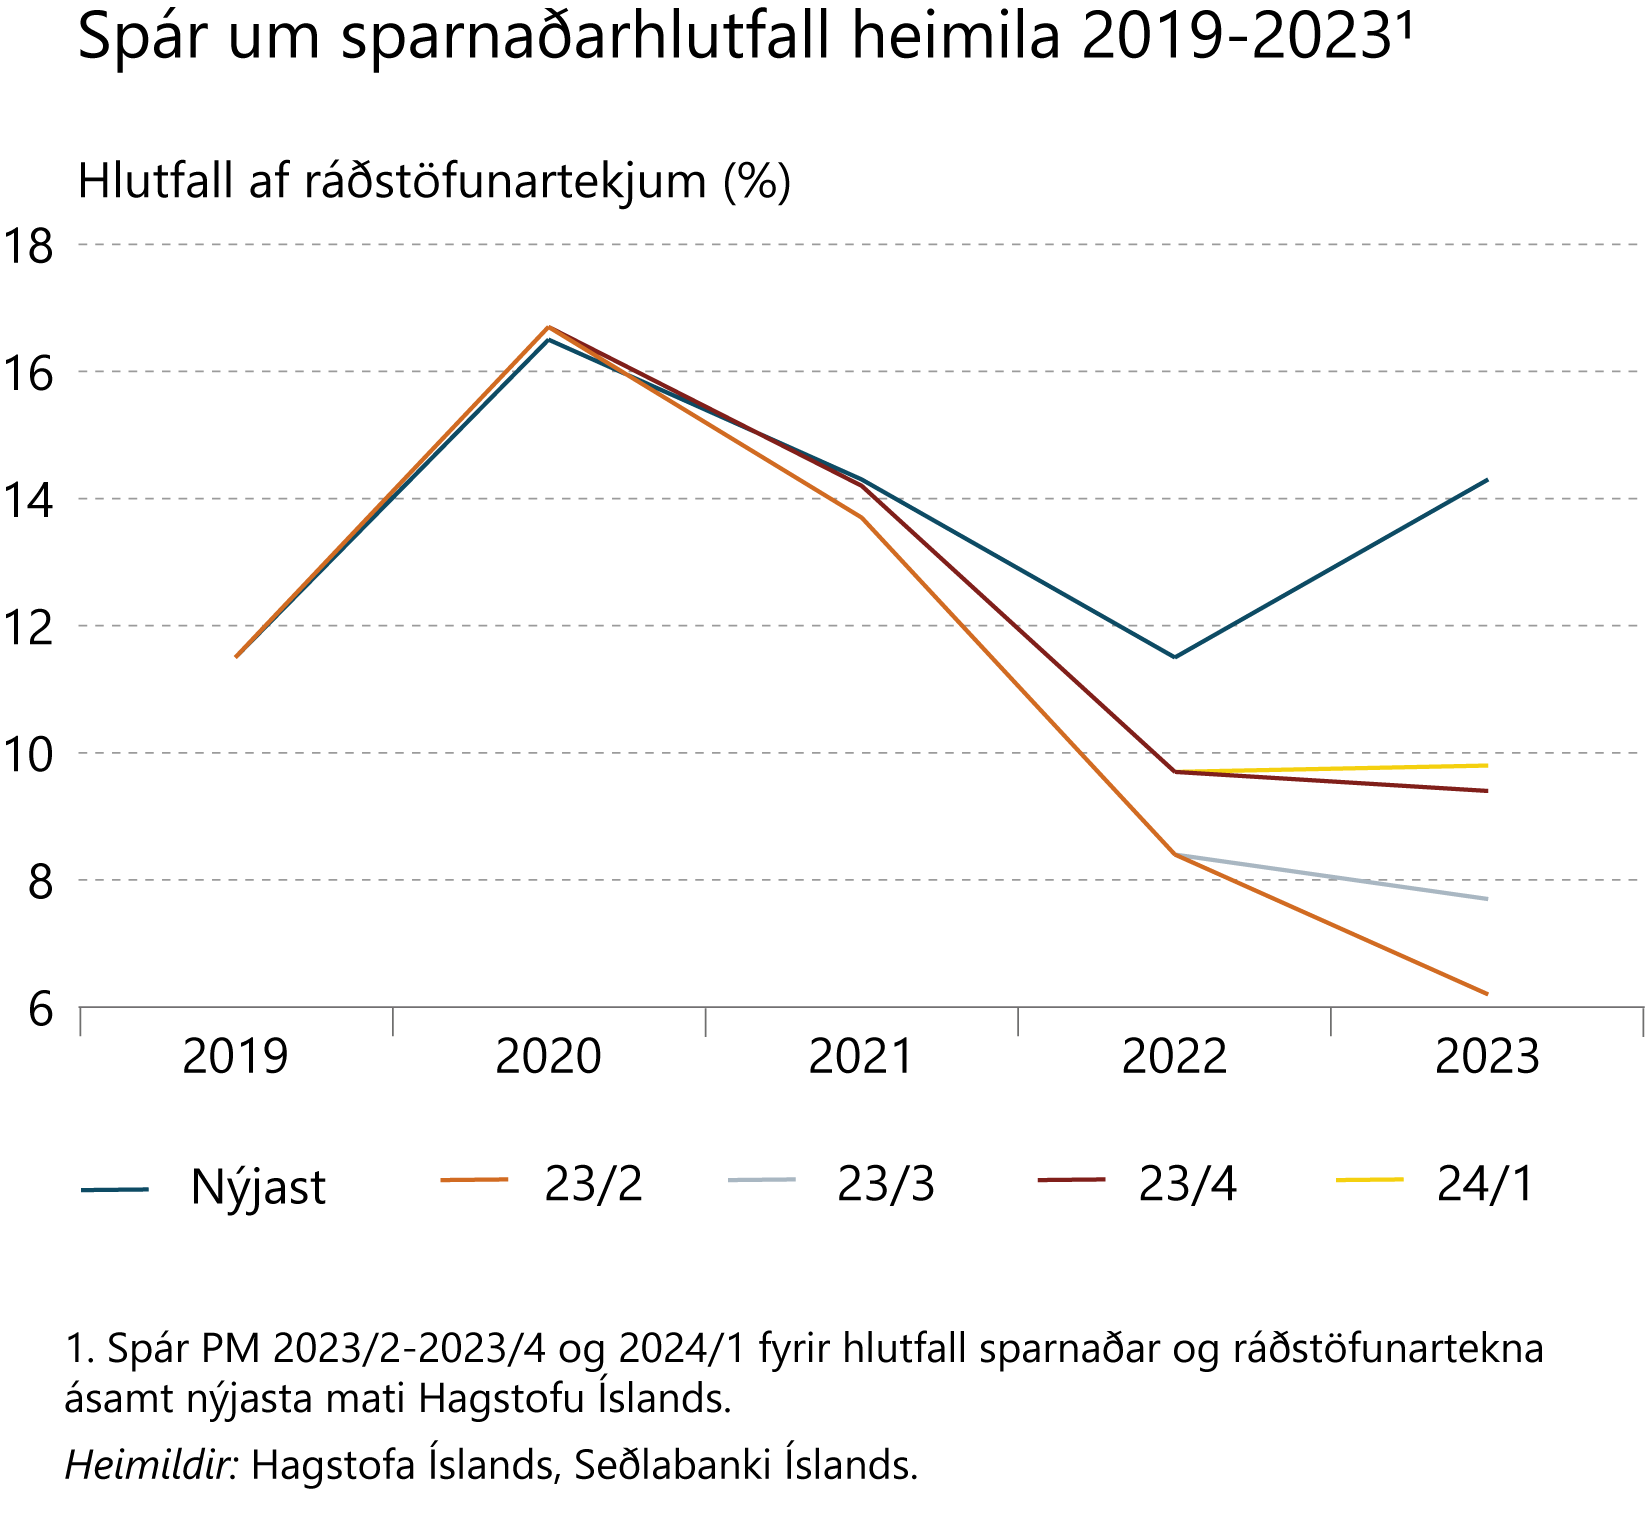 Spár um sparnaðarhlutfall heimila 2019-2023¹
Hlutfall af ráðstöfunartekjum (%)
18
16
14
12
10
8
6
2019 2020 2021 2022 2023
Nýjast 23/2 23/3 23/4 24/1
1. Spár PM 2023/2-2023/4 og 2024/1 fyrir hlutfall sparnaðar og ráðstöfunartekna
ásamt nýjasta mati Hagstofu Íslands.
Heimildir: Hagstofa Íslands, Seðlabanki Íslands.